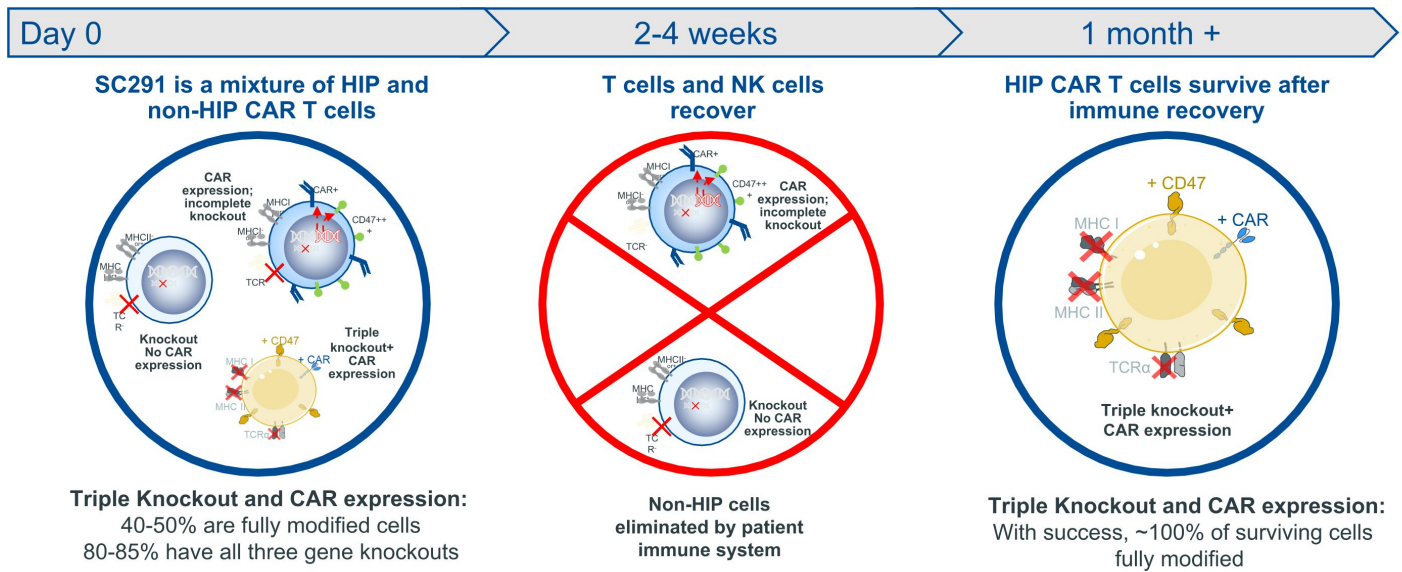 Day 0
2-4 weeks
1 month +
SC291 is a mixture of HIP and
non-HIP CAR T cells
CAR
expression;
incomplete
knockout
CAR+
MHCI
CD47++
+
MHCI-
TCR-
MHCII-
MHC
TC
R-
Knockout
No CAR
expression
Triple
knockout+
CAR
expression
+ CD47
+ CAR
MHC I
MHC II
TCRα
Triple Knockout and CAR expression:
40-50% are fully modified cells
80-85% have all three gene knockouts
T cells and NK cells
recover
CAR+
MHCI
CD47++
+
MHCI-
TCR-
CAR
expression;
incomplete
knockout
MHCII-
MHC
TC
R-
Knockout
No CAR
expression
Non-HIP cells
eliminated by patient
immune system
HIP CAR T cells survive after
immune recovery
+ CD47
+ CAR
MHC I
MHC II
TCRα
Triple knockout+
CAR expression
Triple Knockout and CAR expression:
With success, ~100% of surviving cells
fully modified